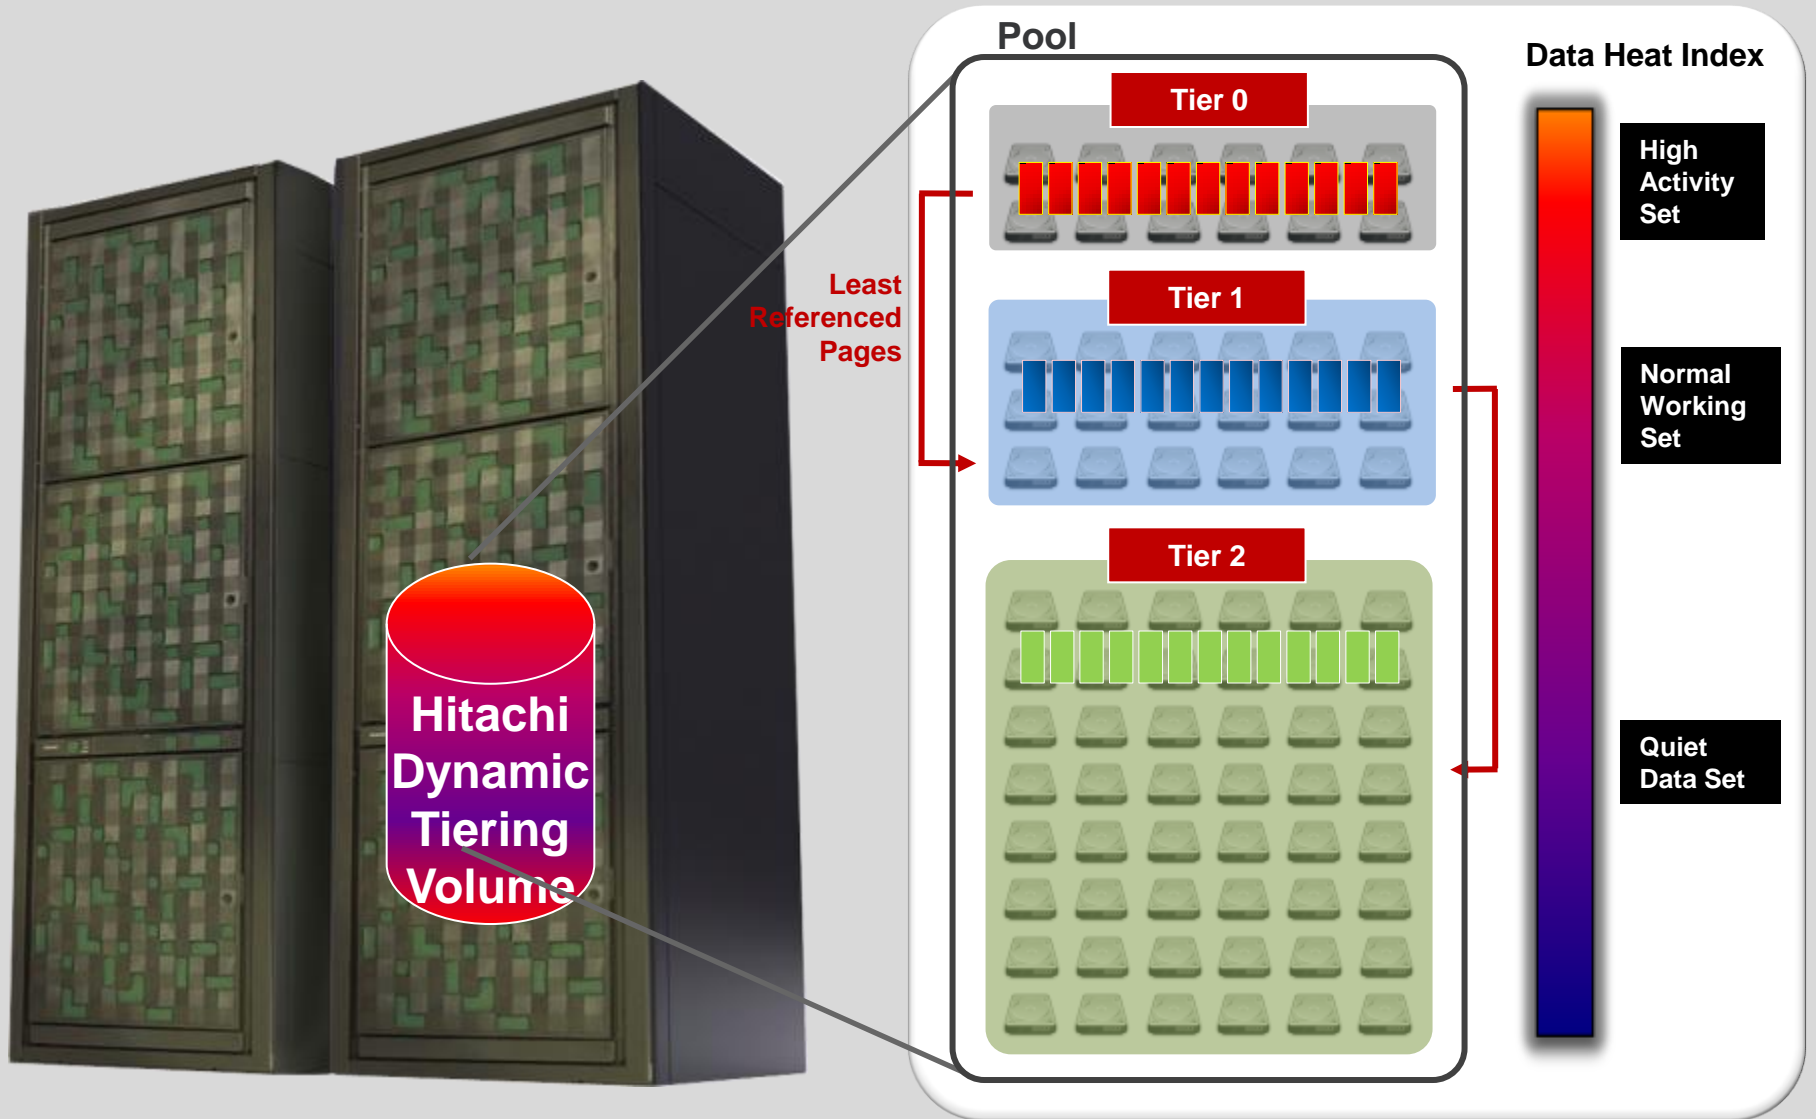 Pool
Data Heat Index
Tier 0
High
Activity
Set
Least
Referenced
Pages
Tier 1
Normal
Working
Set
Tier 2
Hitachi
Dynamic
Tiering
Volume
Quiet
Data Set